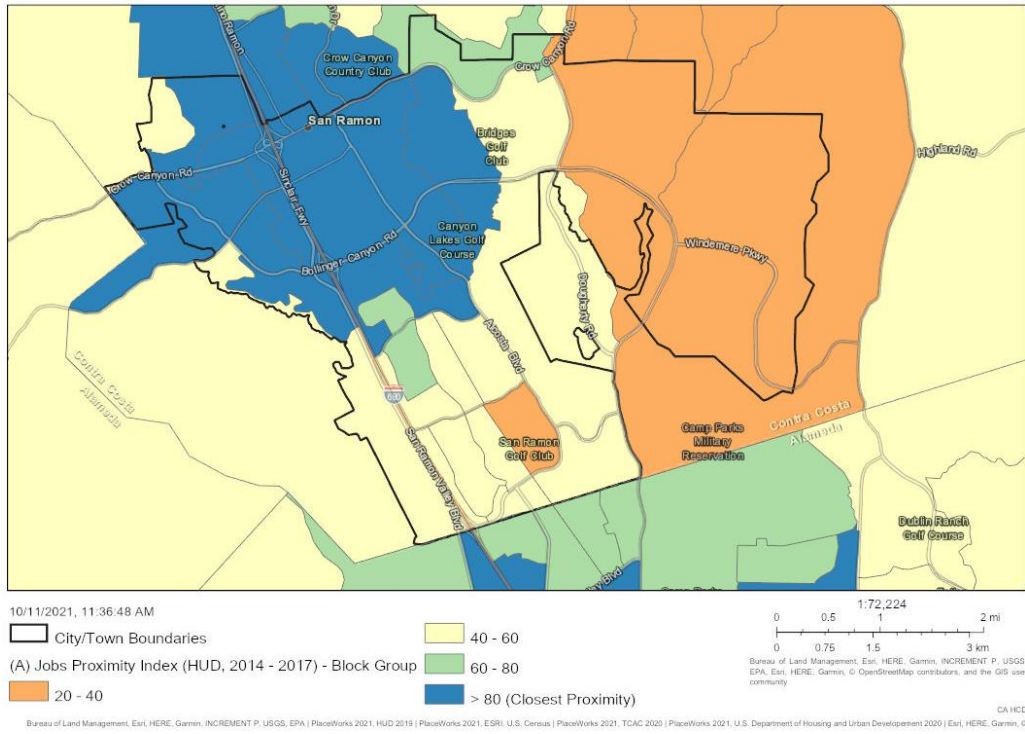 Crow Canyon
Country Club
Crow Canyon Rd
San Ramon
Bridges
Golf
Club
Highland Rd
Crow Canyon Rd
Sinclair Fwy
Canyon
Lakes Golf
Course
Bollinger Canyon Rd
Windemere Pkwy
Dougherty Rd
Alcosta Blvd
Contra Costa
Alameda
680
San Ramon
Golf Club
San Ramon Valley Blvd
Camp Parks
Military
Reservation
Contra Costa
Alameda
Dublin Ranch
Golf Course
10/11/2021, 11:36:48 AM
City/Town Boundaries
(A) Jobs Proximity Index (HUD, 2014 - 2017) - Block Group
20 - 40
40 - 60
60 - 80
> 80 (Closest Proximity)
1:72,224
0 0.5 1 2 mi
0 0.75 1.5 3 km
Bureau of Land Management, Esri, HERE, Garmin, INCREMENT P, USGS,
EPA, Esri, HERE, Garmin, © OpenStreetMap contributors, and the GIS user
community
CA HCD
Bureau of Land Management, Esri, HERE, Garmin, INCREMENT P, USGS, EPA | PlaceWorks 2021, HUD 2019 | PlaceWorks 2021, ESRI, U.S. Census | PlaceWorks 2021, TCAC 2020 | PlaceWorks 2021, U.S. Department of Housing and Urban Developement 2020 | Esri, HERE, Garmin, ©